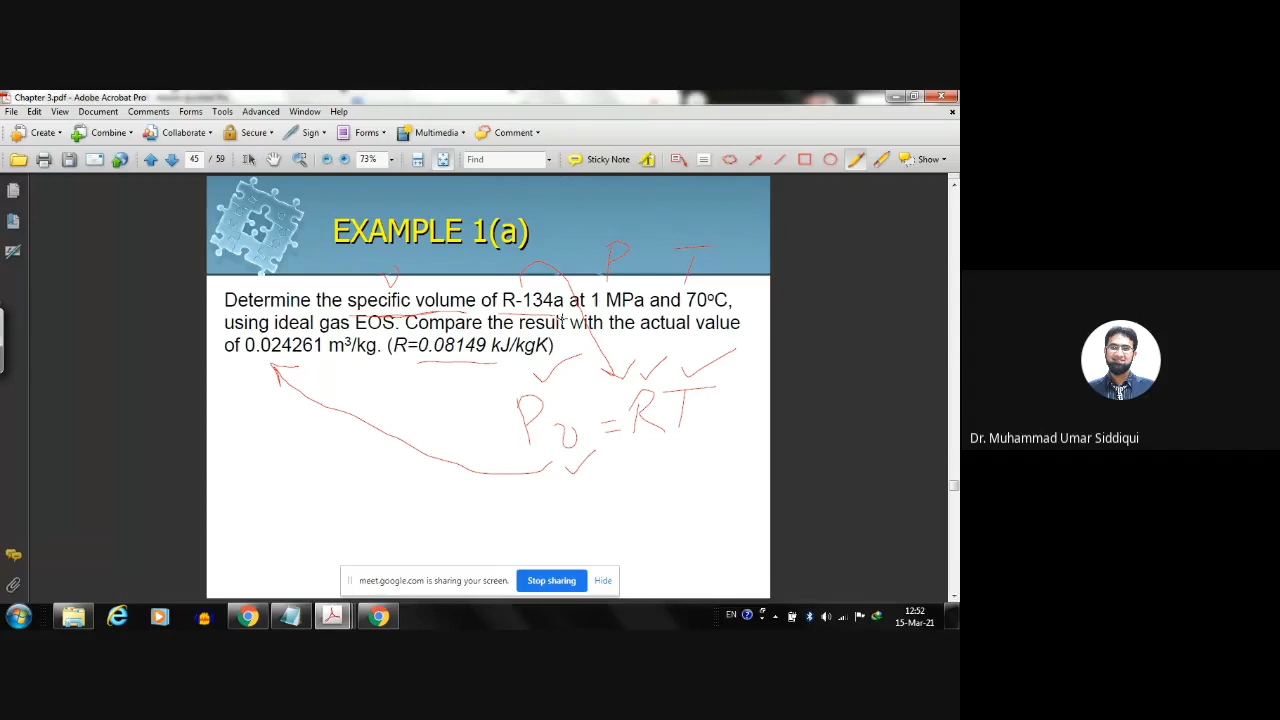 Chapter 3.pdf - Adobe Acrobat Pro
File Edit View Document Comments Forms Tools Advanced Window Help
Create Combine Collaborate Secure Sign Forms Multimedia Comment
45 / 59 73% Find Sticky Note Show
EXAMPLE 1(a)
P T
v
Determine the specific volume of R-134a at 1 MPa and 70ºC,
using ideal gas EOS. Compare the result with the actual value
of 0.024261 m³/kg. (R=0.08149 kJ/kgK)
Pv = RT
Dr. Muhammad Umar Siddiqui
meet.google.com is sharing your screen. Stop sharing Hide
EN 12:52
15-Mar-21